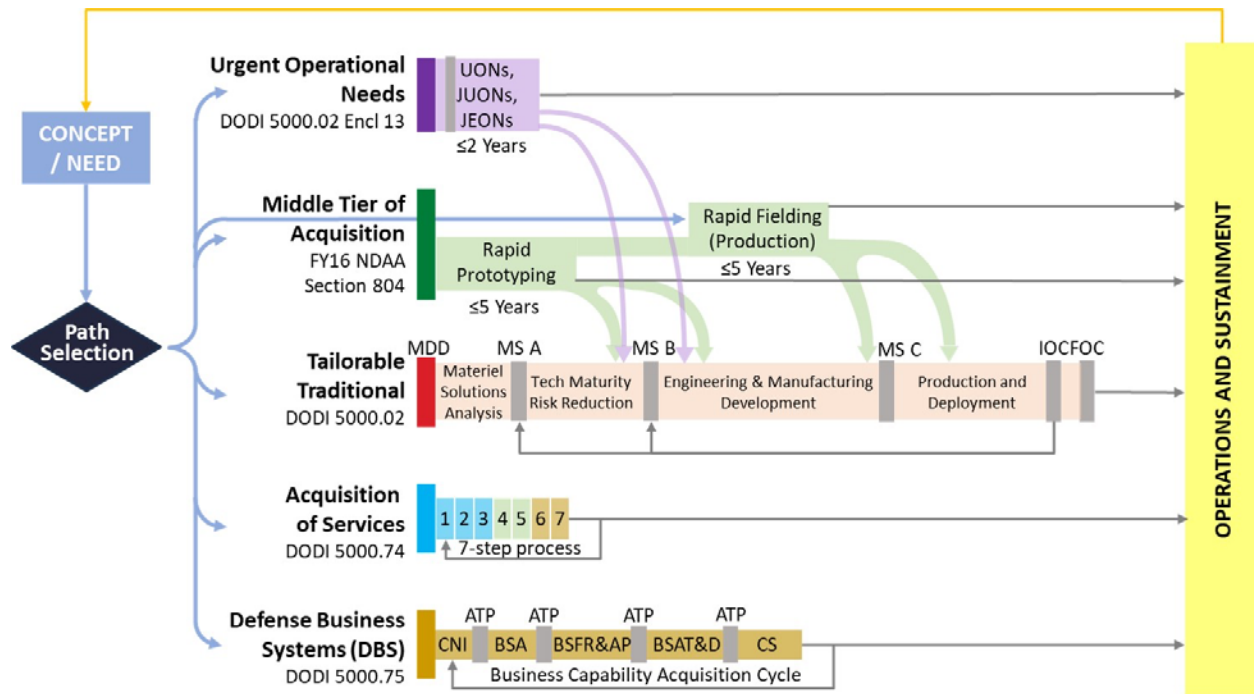 CONCEPT
/ NEED
Path
Selection
Urgent Operational
Needs
DODI 5000.02 Encl 13
UONs,
JUONs,
JEONs
≤2 Years
Middle Tier of
Acquisition
FY16 NDAA
Section 804
Rapid
Prototyping
≤5 Years
Rapid Fielding
(Production)
≤5 Years
Tailorable
Traditional
DODI 5000.02
MDD
Materiel
Solutions
Analysis
MS A
Tech Maturity
Risk Reduction
MS B
Engineering & Manufacturing
Development
MS C
Production and
Deployment
IOC
FOC
Acquisition
of Services
DODI 5000.74
1 2 3 4 5 6 7
7-step process
Defense Business
Systems (DBS)
DODI 5000.75
ATP ATP ATP ATP
CNI BSA BSFR&AP BSAT&D CS
Business Capability Acquisition Cycle
OPERATIONS AND SUSTAINMENT